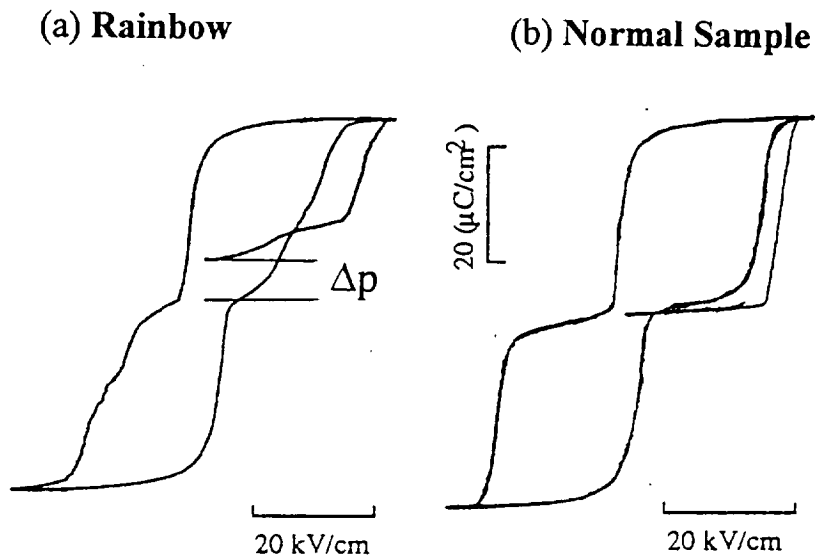 (a) Rainbow
(b) Normal Sample
20 (μC/cm²)
Δp
20 kV/cm
20 kV/cm